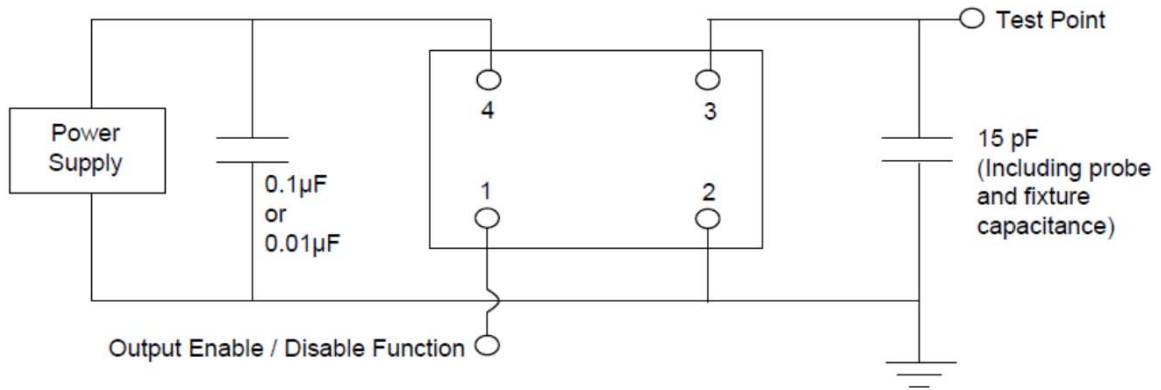 Test Point
4
3
Power
Supply
15 pF
(Including probe
and fixture
capacitance)
0.1µF
or
0.01µF
1
2
Output Enable / Disable Function